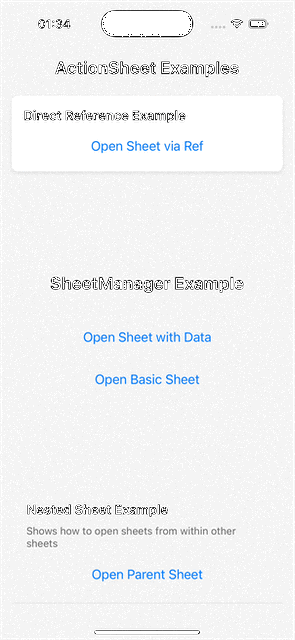 01:34
ActionSheet Examples
Direct Reference Example
Open Sheet via Ref
SheetManager Example
Open Sheet with Data
Open Basic Sheet
Nested Sheet Example
Shows how to open sheets from within other
sheets
Open Parent Sheet